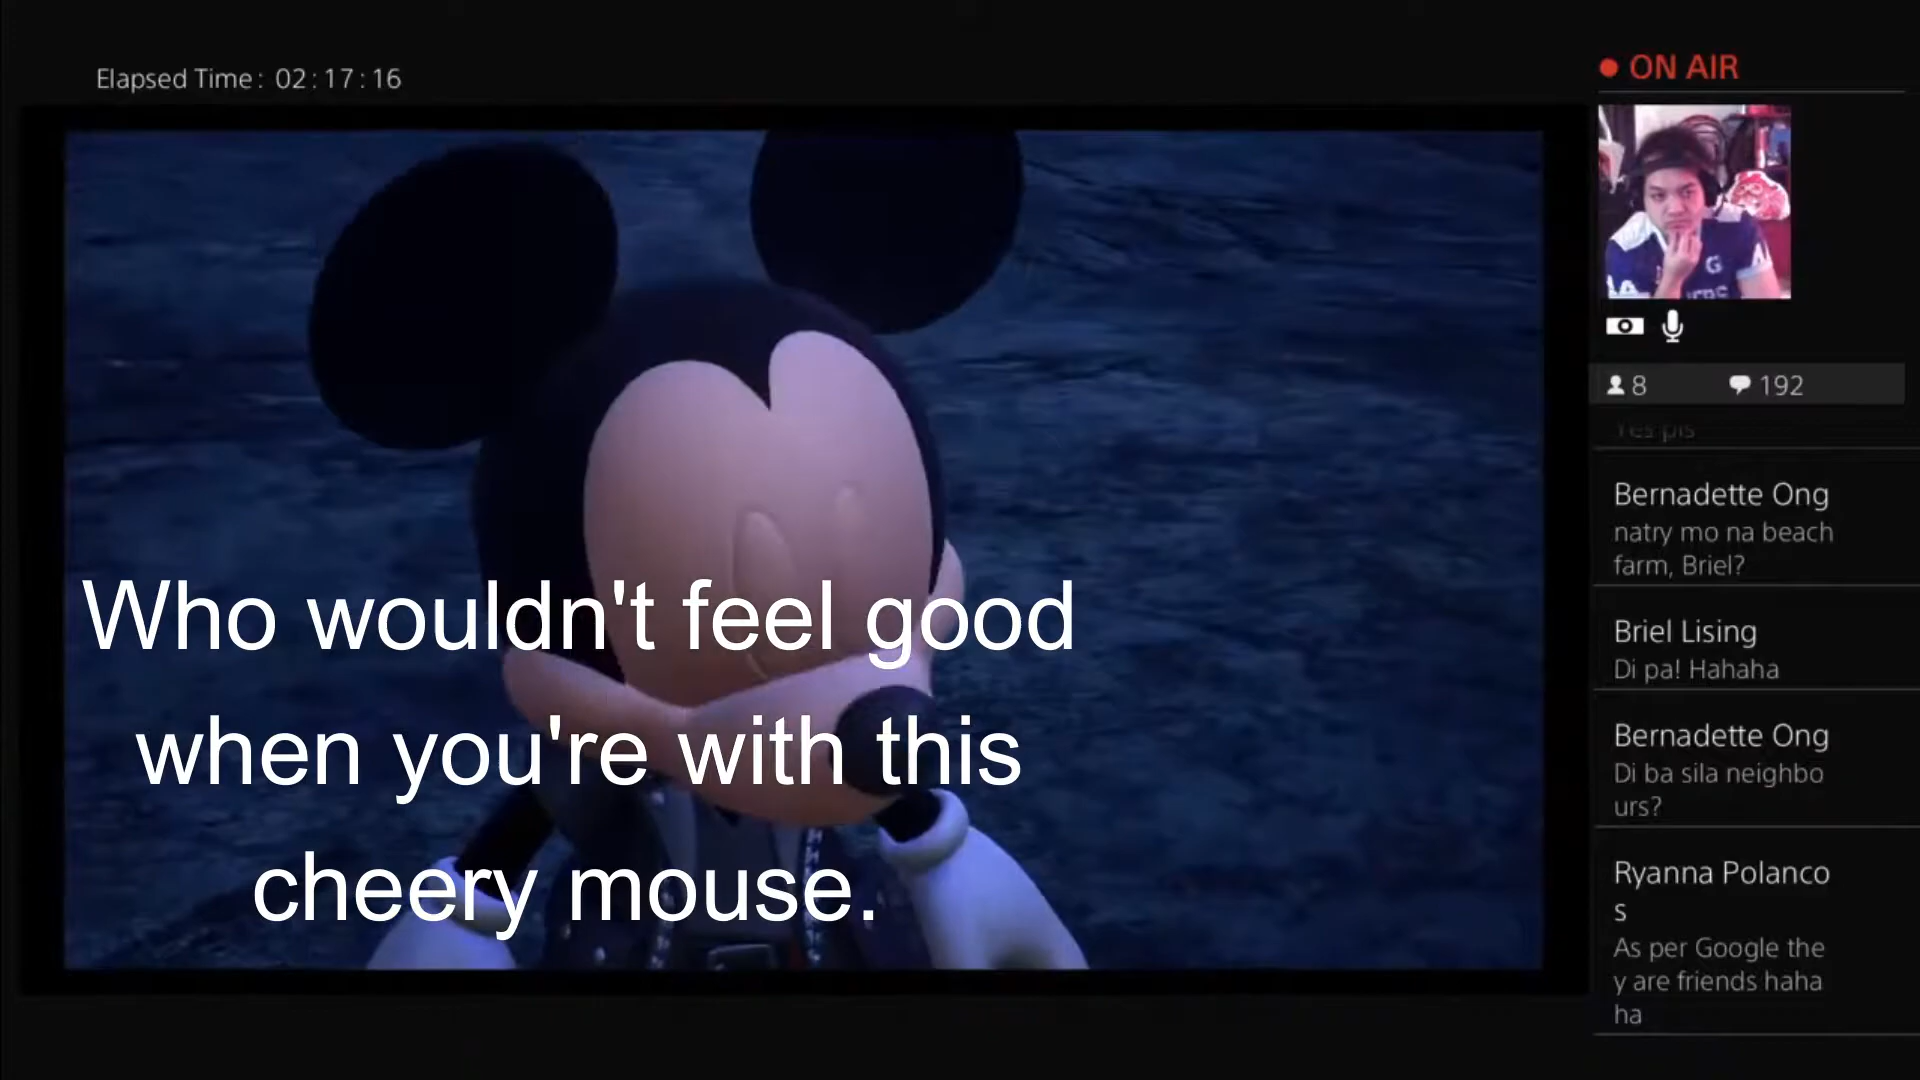 Elapsed Time: 02:17:16
ON AIR
G
8
192
Yes pls
Bernadette Ong
natry mo na beach
farm, Briel?
Briel Lising
Di pa! Hahaha
Bernadette Ong
Di ba sila neighbo
urs?
Ryanna Polanco
s
As per Google the
y are friends haha
ha
Who wouldn't feel good
when you're with this
cheery mouse.